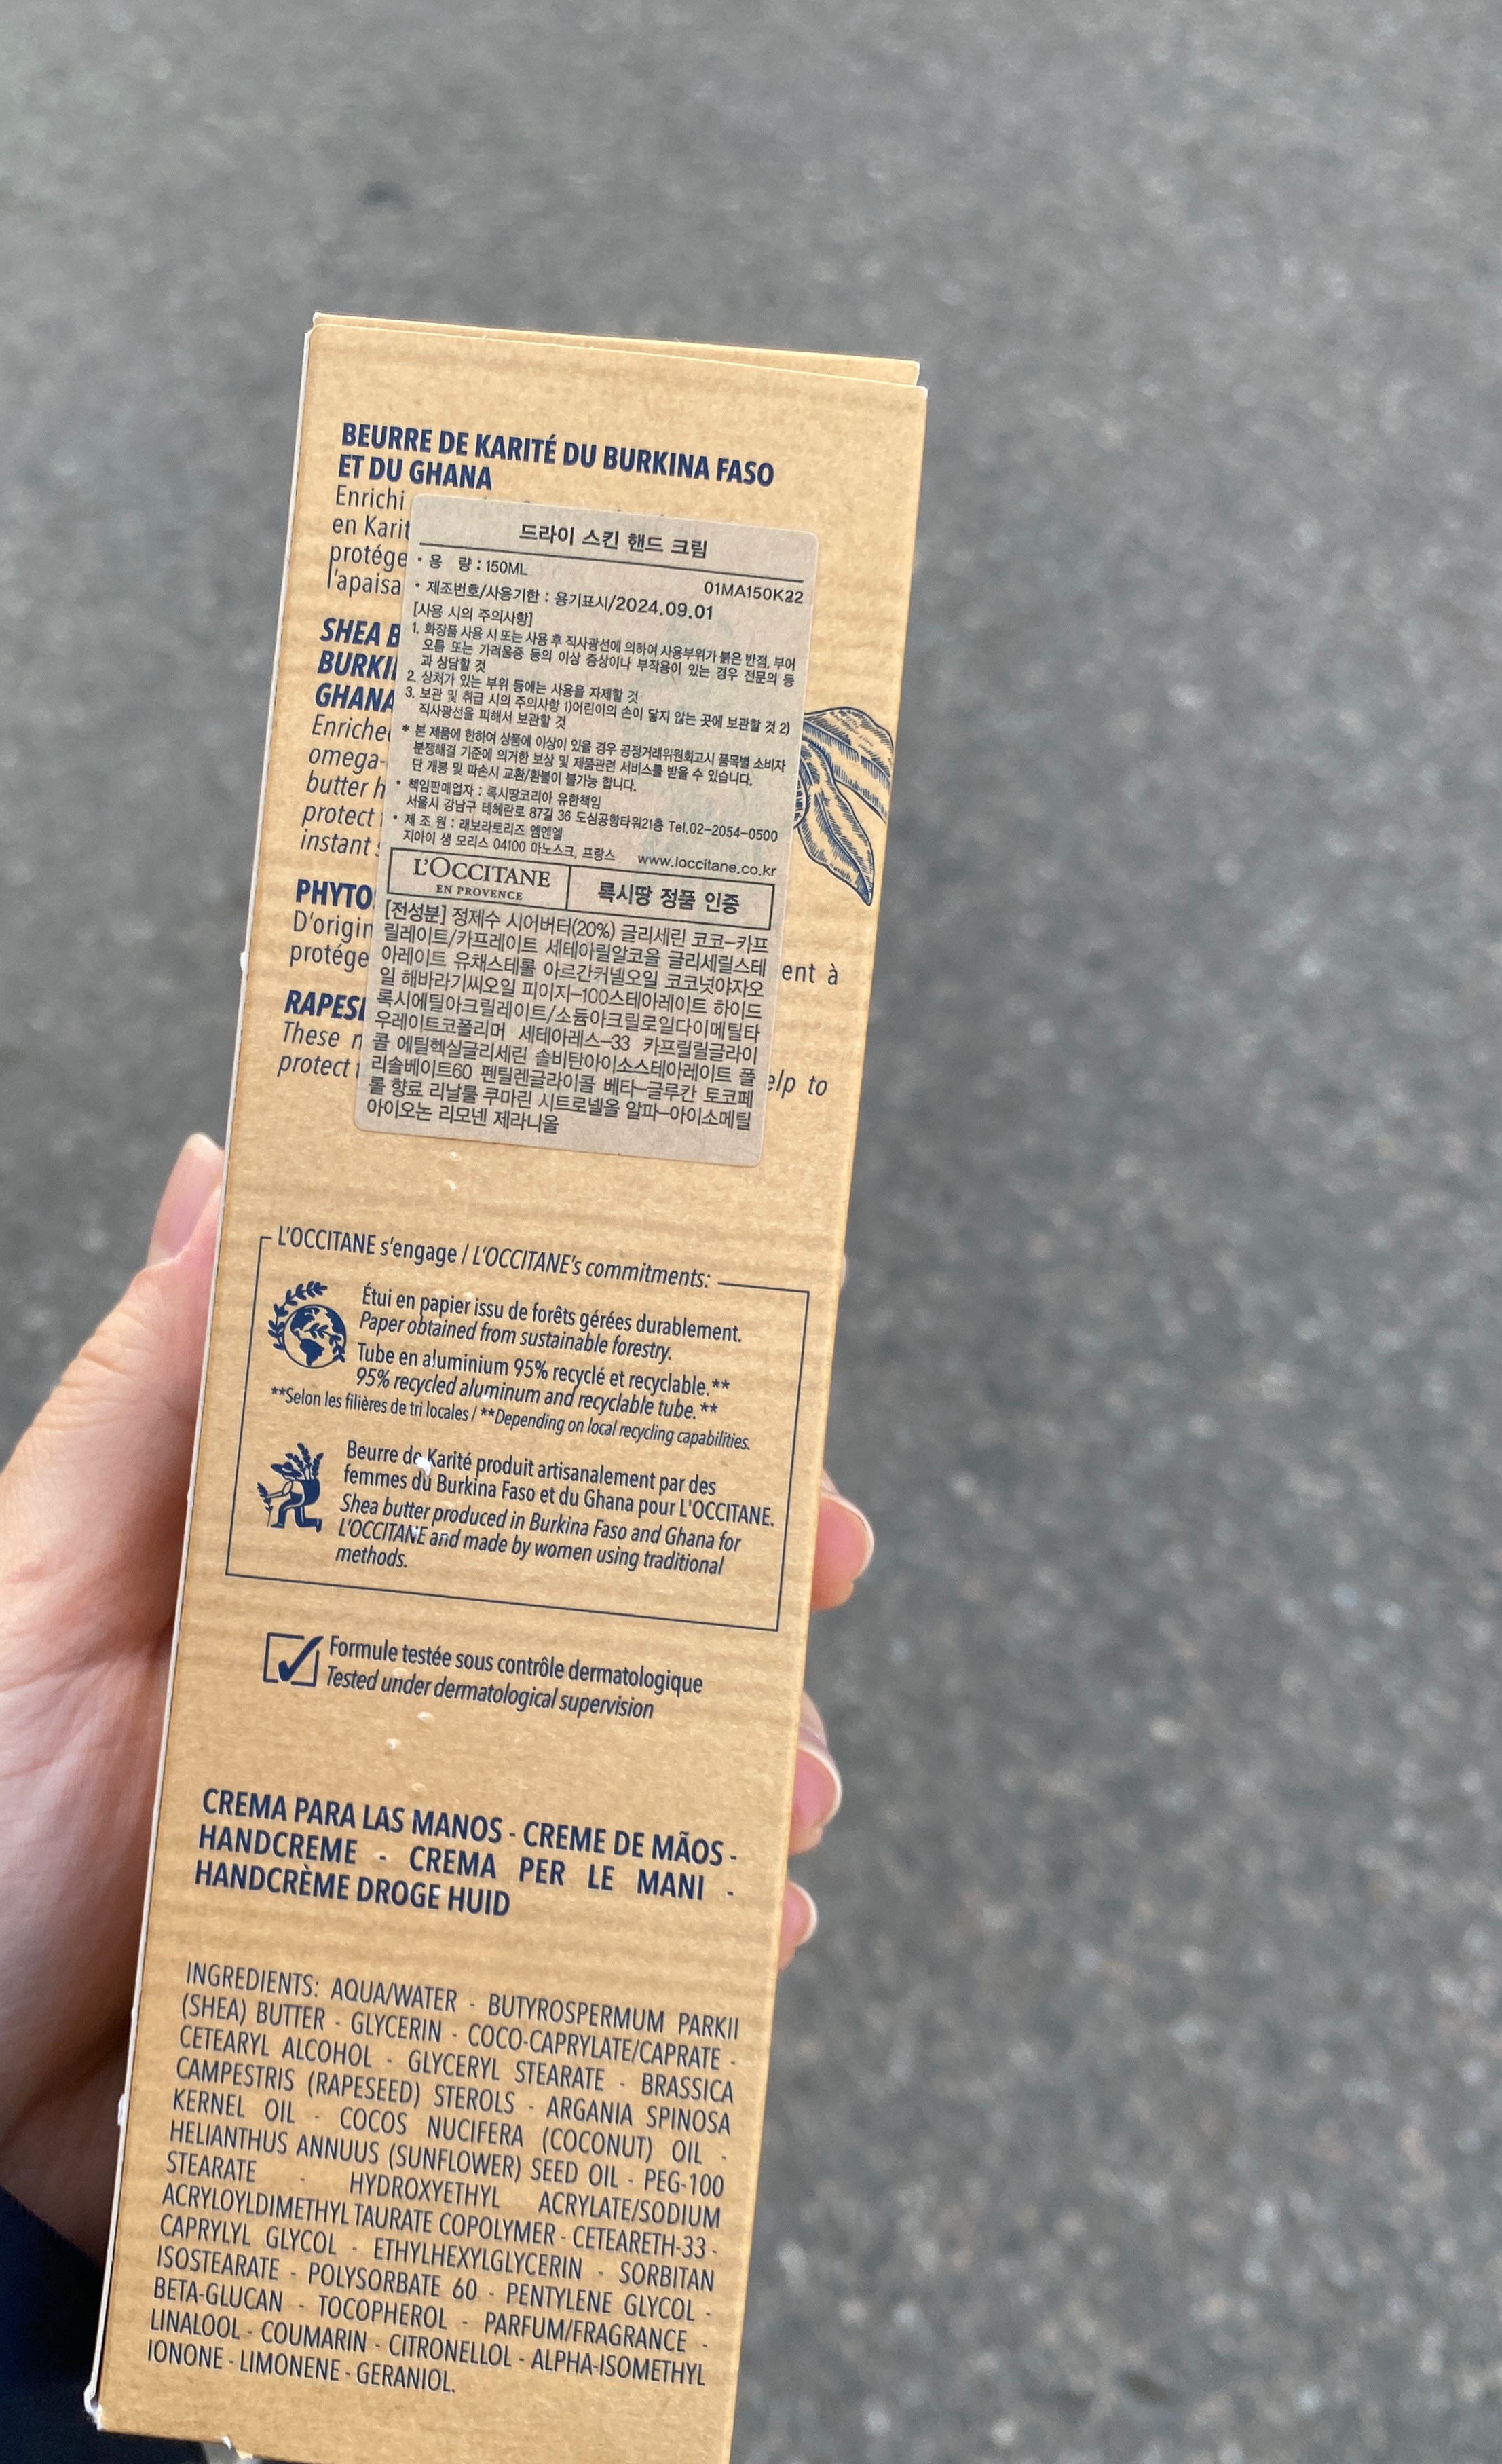 BEURRE DE KARITÉ DU BURKINA FASO
ET DU GHANA
Enrichi
en Karit
protége
l'apaisa
SHEA B
BURKI
GHANA
Enriche
omega-
butter h
protect
instant s
PHYTO
D'origin
protége
ent à
RAPESE
These n
protect t
elp to
드라이 스킨 핸드 크림
• 용 량 : 150ML
01MA150K22
• 제조번호/사용기한 : 용기표시/2024.09.01
[사용 시의 주의사항]
1. 화장품 사용 시 또는 사용 후 직사광선에 의하여 사용부위가 붉은 반점, 부어
오름 또는 가려움증 등의 이상 증상이나 부작용이 있는 경우 전문의 등
과 상담할 것
2. 상처가 있는 부위 등에는 사용을 자제할 것
3. 보관 및 취급 시의 주의사항 1)어린이의 손이 닿지 않는 곳에 보관할 것 2)
직사광선을 피해서 보관할 것
* 본 제품에 한하여 상품에 이상이 있을 경우 공정거래위원회고시 품목별 소비자
분쟁해결 기준에 의거한 보상 및 제품관련 서비스를 받을 수 있습니다.
단 개봉 및 파손시 교환/환불이 불가능 합니다.
• 책임판매업자 : 록시땅코리아 유한책임
서울시 강남구 테헤란로 87길 36 도심공항타워21층 Tel.02-2054-0500
• 제 조 원 : 래보라토리즈 엠엔엘
지아이 생 모리스 04100 마노스크, 프랑스 www.loccitane.co.kr
L'OCCITANE
EN PROVENCE
록시땅 정품 인증
[전성분] 정제수 시어버터(20%) 글리세린 코코-카프
릴레이트/카프레이트 세테아릴알코올 글리세릴스테
아레이트 유채스테롤 아르간커넬오일 코코넛야자오
일 해바라기씨오일 피이지-100스테아레이트 하이드
록시에틸아크릴레이트/소듐아크릴로일다이메틸타
우레이트코폴리머 세테아레스-33 카프릴릴글라이
콜 에틸헥실글리세린 솔비탄아이소스테아레이트 폴
리솔베이트60 펜틸렌글라이콜 베타-글루칸 토코페
롤 향료 리날룰 쿠마린 시트로넬올 알파-아이소메틸
아이오논 리모넨 제라니올
L'OCCITANE s'engage / L'OCCITANE's commitments:
Étui en papier issu de forêts gérées durablement.
Paper obtained from sustainable forestry.
Tube en aluminium 95% recyclé et recyclable.**
95% recycled aluminum and recyclable tube.**
**Selon les filières de tri locales / **Depending on local recycling capabilities.
Beurre de Karité produit artisanalement par des
femmes du Burkina Faso et du Ghana pour L'OCCITANE.
Shea butter produced in Burkina Faso and Ghana for
L'OCCITANE and made by women using traditional
methods.
Formule testée sous contrôle dermatologique
Tested under dermatological supervision
CREMA PARA LAS MANOS - CREME DE MÃOS -
HANDCREME - CREMA PER LE MANI -
HANDCRÈME DROGE HUID
INGREDIENTS: AQUA/WATER - BUTYROSPERMUM PARKII
(SHEA) BUTTER - GLYCERIN - COCO-CAPRYLATE/CAPRATE -
CETEARYL ALCOHOL - GLYCERYL STEARATE - BRASSICA
CAMPESTRIS (RAPESEED) STEROLS - ARGANIA SPINOSA
KERNEL OIL - COCOS NUCIFERA (COCONUT) OIL -
HELIANTHUS ANNUUS (SUNFLOWER) SEED OIL - PEG-100
STEARATE - HYDROXYETHYL ACRYLATE/SODIUM
ACRYLOYLDIMETHYL TAURATE COPOLYMER - CETEARETH-33 -
CAPRYLYL GLYCOL - ETHYLHEXYLGLYCERIN - SORBITAN
ISOSTEARATE - POLYSORBATE 60 - PENTYLENE GLYCOL -
BETA-GLUCAN - TOCOPHEROL - PARFUM/FRAGRANCE -
LINALOOL - COUMARIN - CITRONELLOL - ALPHA-ISOMETHYL
IONONE - LIMONENE - GERANIOL.